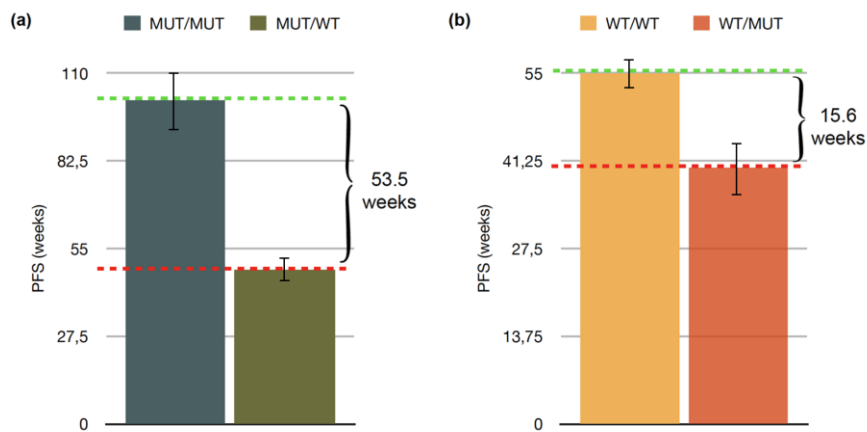 (a)
MUT/MUT
MUT/WT
PFS (weeks)
110
82,5
55
27,5
0
53.5
weeks
(b)
WT/WT
WT/MUT
PFS (weeks)
55
41,25
27,5
13,75
0
15.6
weeks